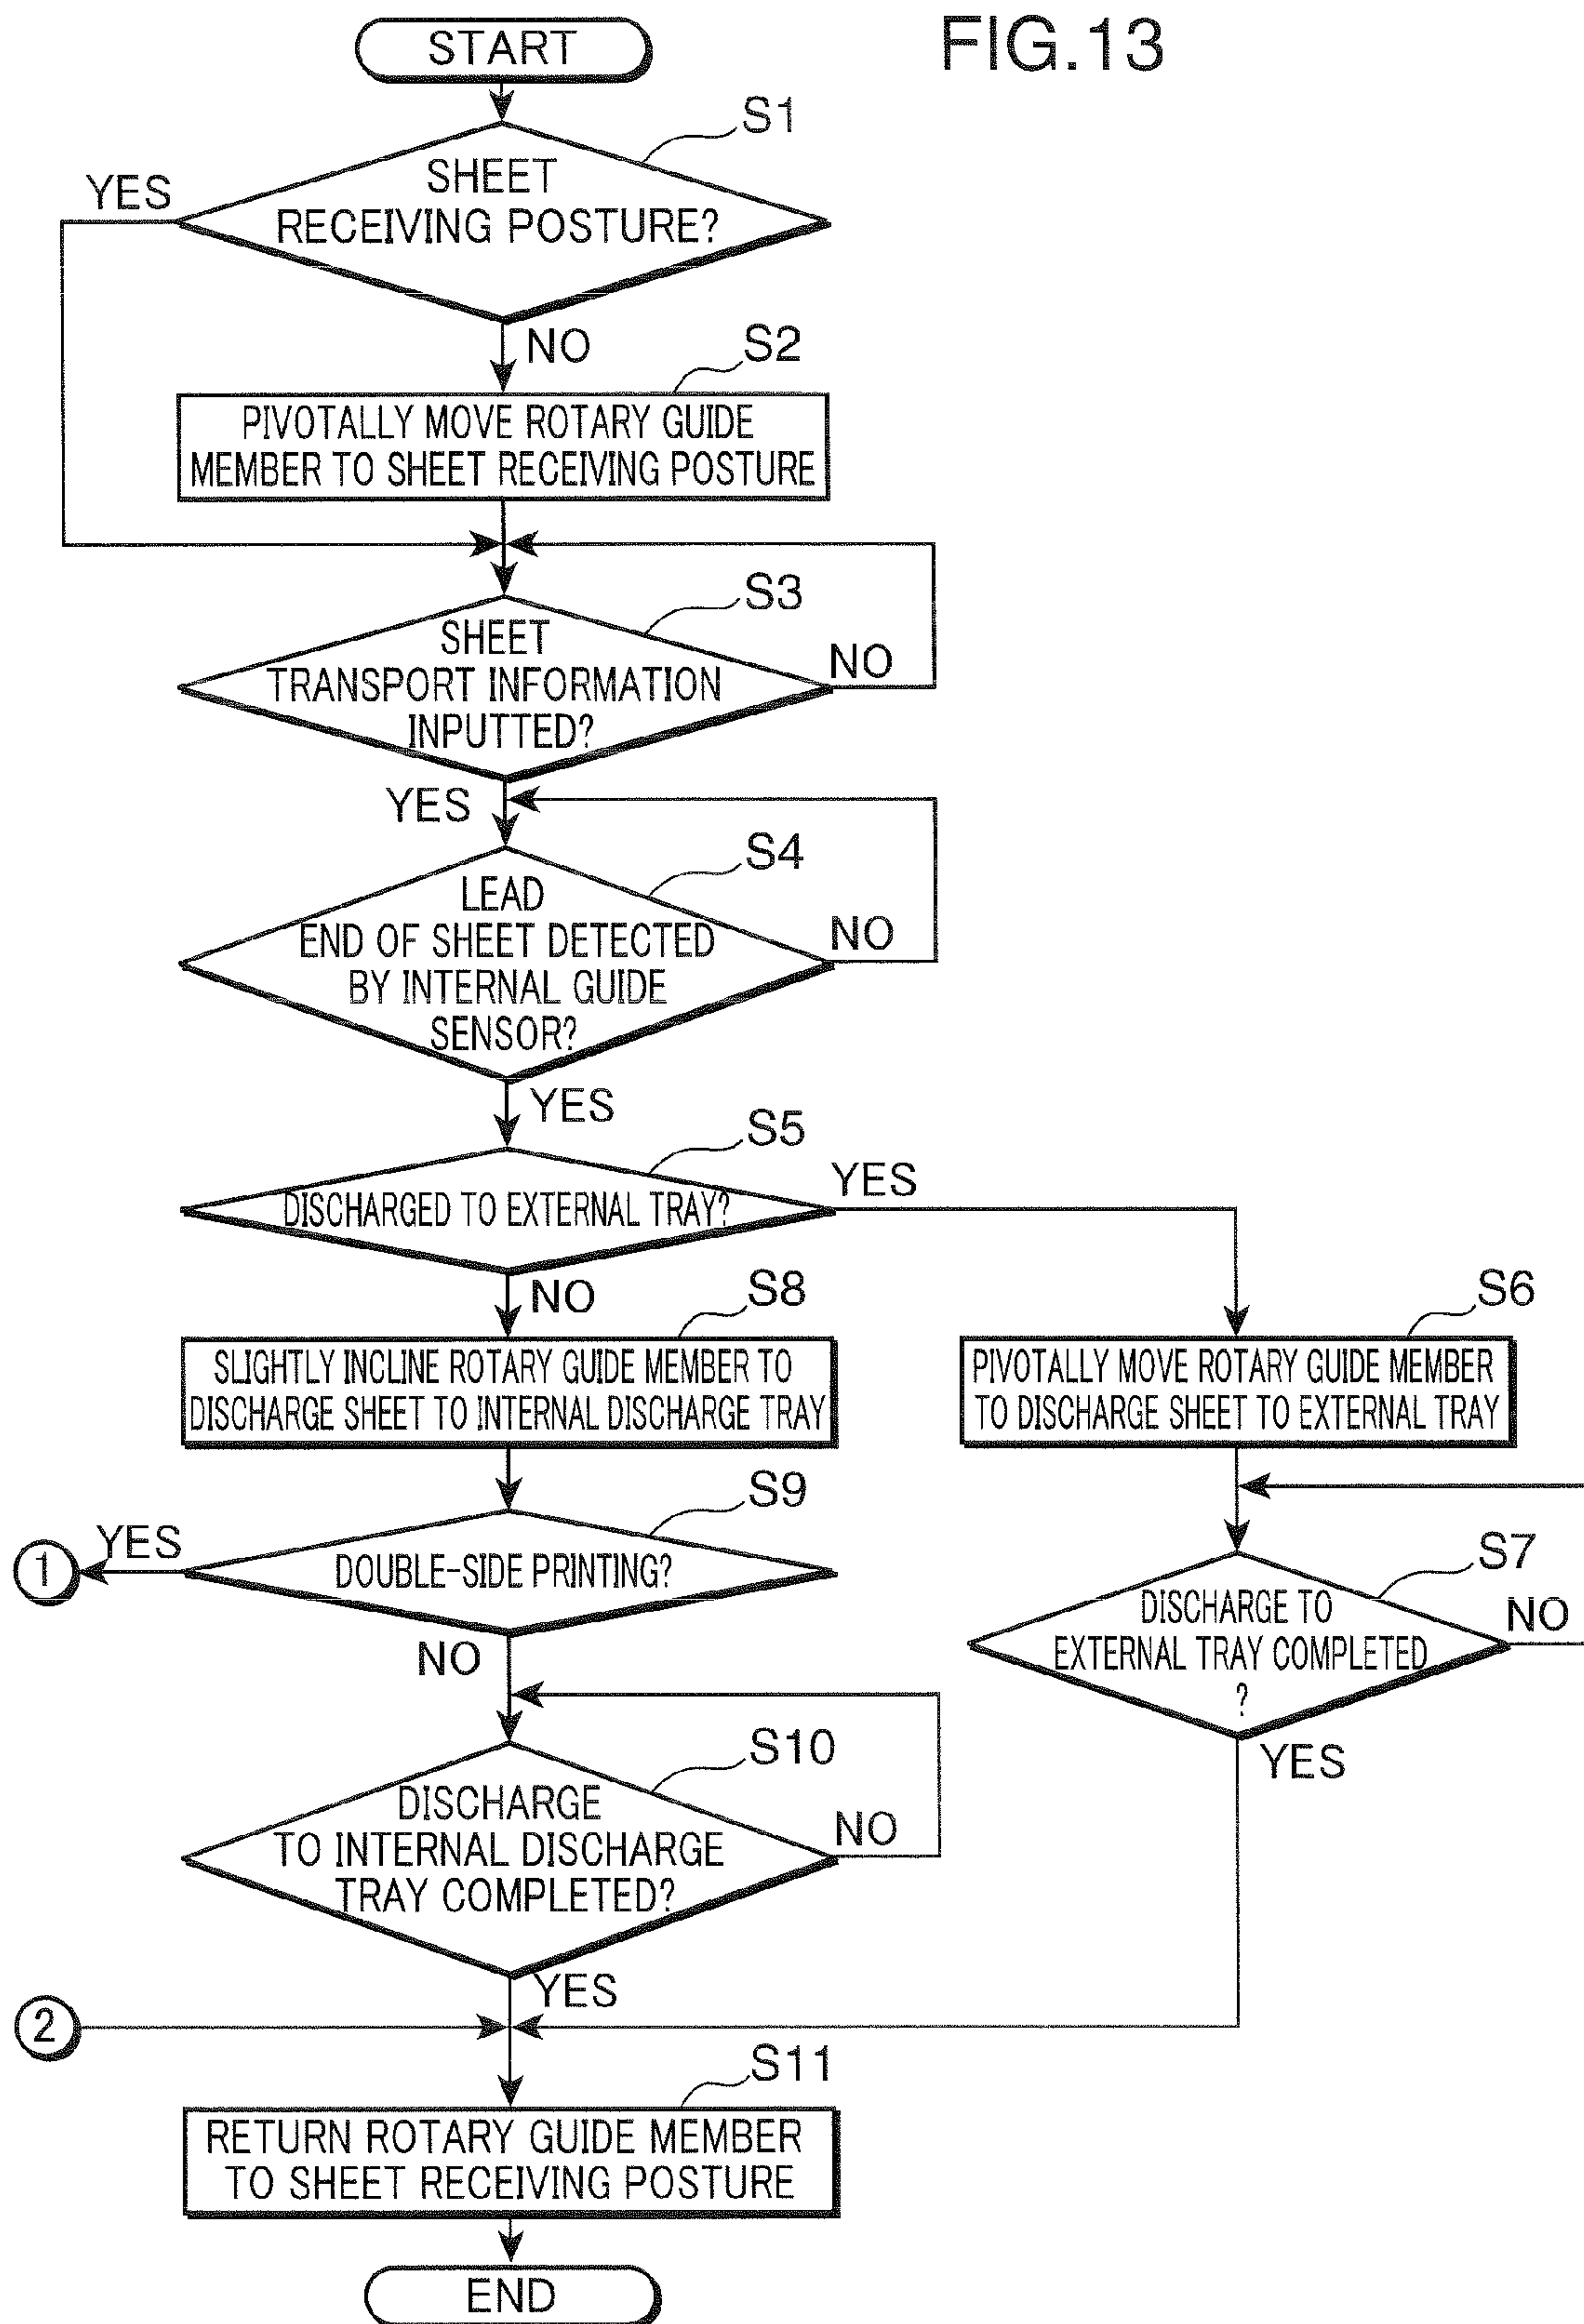 FIG.13
START
S1
SHEET
RECEIVING POSTURE?
YES
NO
S2
PIVOTALLY MOVE ROTARY GUIDE
MEMBER TO SHEET RECEIVING POSTURE
S3
SHEET
TRANSPORT INFORMATION
INPUTTED?
NO
YES
S4
LEAD
END OF SHEET DETECTED
BY INTERNAL GUIDE
SENSOR?
NO
YES
S5
DISCHARGED TO EXTERNAL TRAY?
YES
NO
S8
SLIGHTLY INCLINE ROTARY GUIDE MEMBER TO
DISCHARGE SHEET TO INTERNAL DISCHARGE TRAY
S6
PIVOTALLY MOVE ROTARY GUIDE MEMBER
TO DISCHARGE SHEET TO EXTERNAL TRAY
S9
DOUBLE-SIDE PRINTING?
YES
1
NO
S7
DISCHARGE TO
EXTERNAL TRAY COMPLETED
?
NO
YES
S10
DISCHARGE
TO INTERNAL DISCHARGE
TRAY COMPLETED?
NO
YES
2
S11
RETURN ROTARY GUIDE MEMBER
TO SHEET RECEIVING POSTURE
END